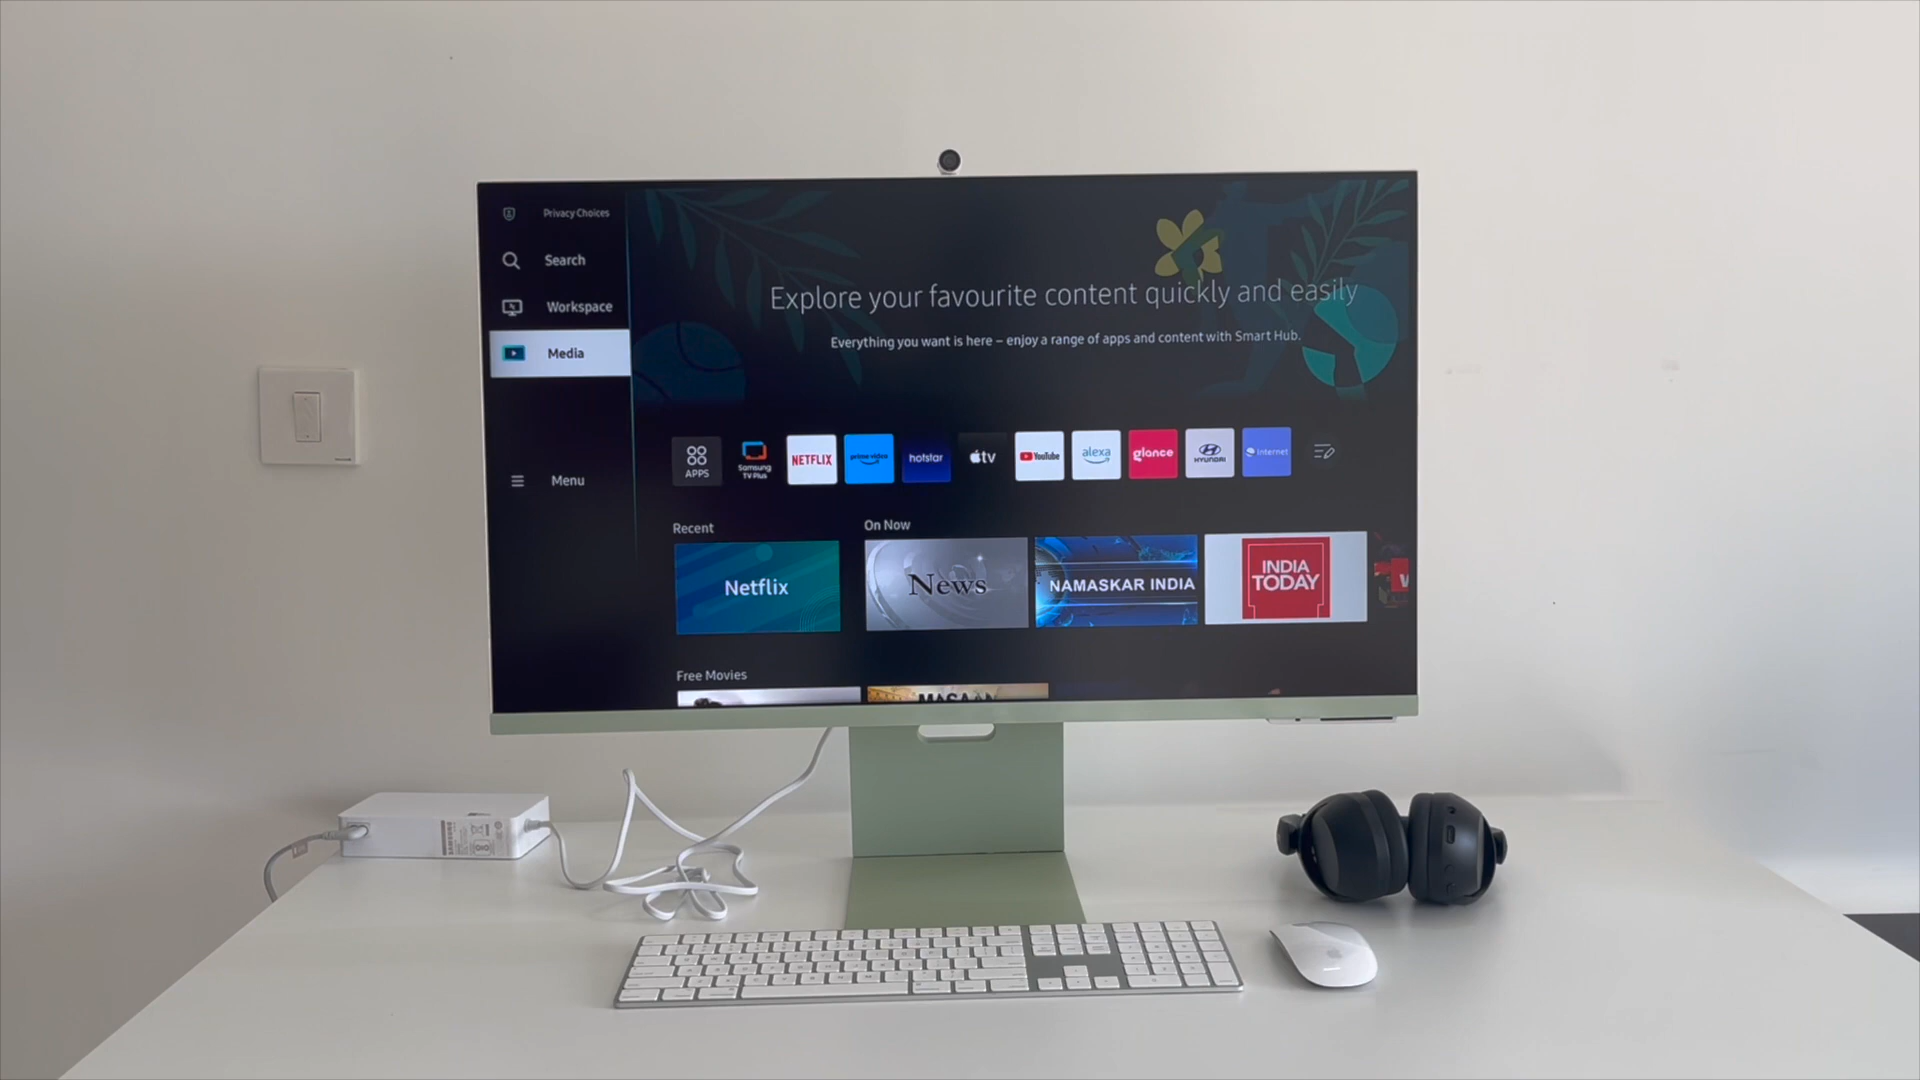 Privacy Choices
Search
Workspace
Media
Menu
Explore your favourite content quickly and easily
Everything you want is here – enjoy a range of apps and content with Smart Hub.
APPS
Samsung
TV Plus
NETFLIX
prime video
hotstar
tv
YouTube
alexa
glance
HYUNDAI
Internet
Recent
On Now
Netflix
News
NAMASKAR INDIA
INDIA
TODAY
Free Movies
MASAAN
SAMSUNG